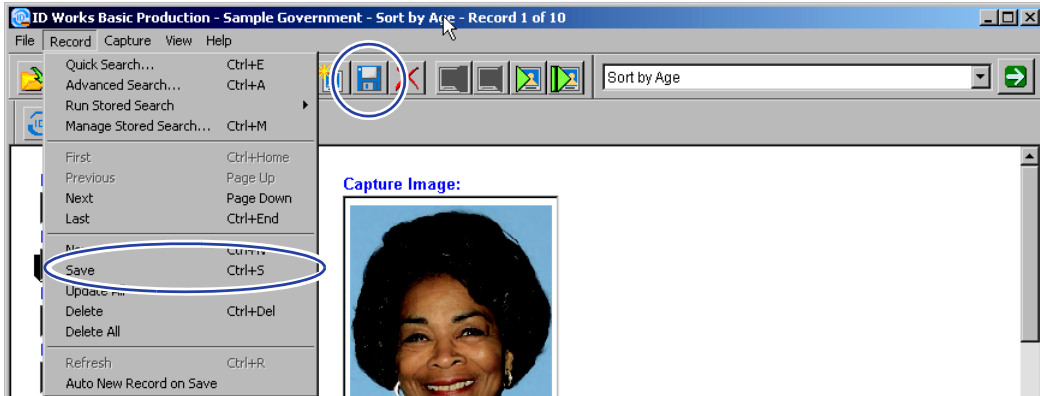 ID Works Basic Production - Sample Government - Sort by Age - Record 1 of 10
File Record Capture View Help
Sort by Age
Quick Search... Ctrl+E
Advanced Search... Ctrl+A
Run Stored Search
Manage Stored Search... Ctrl+M
First Ctrl+Home
Previous Page Up
Next Page Down
Last Ctrl+End
Ctrl+N
Save Ctrl+S
Update All
Delete Ctrl+Del
Delete All
Refresh Ctrl+R
Auto New Record on Save
Capture Image: